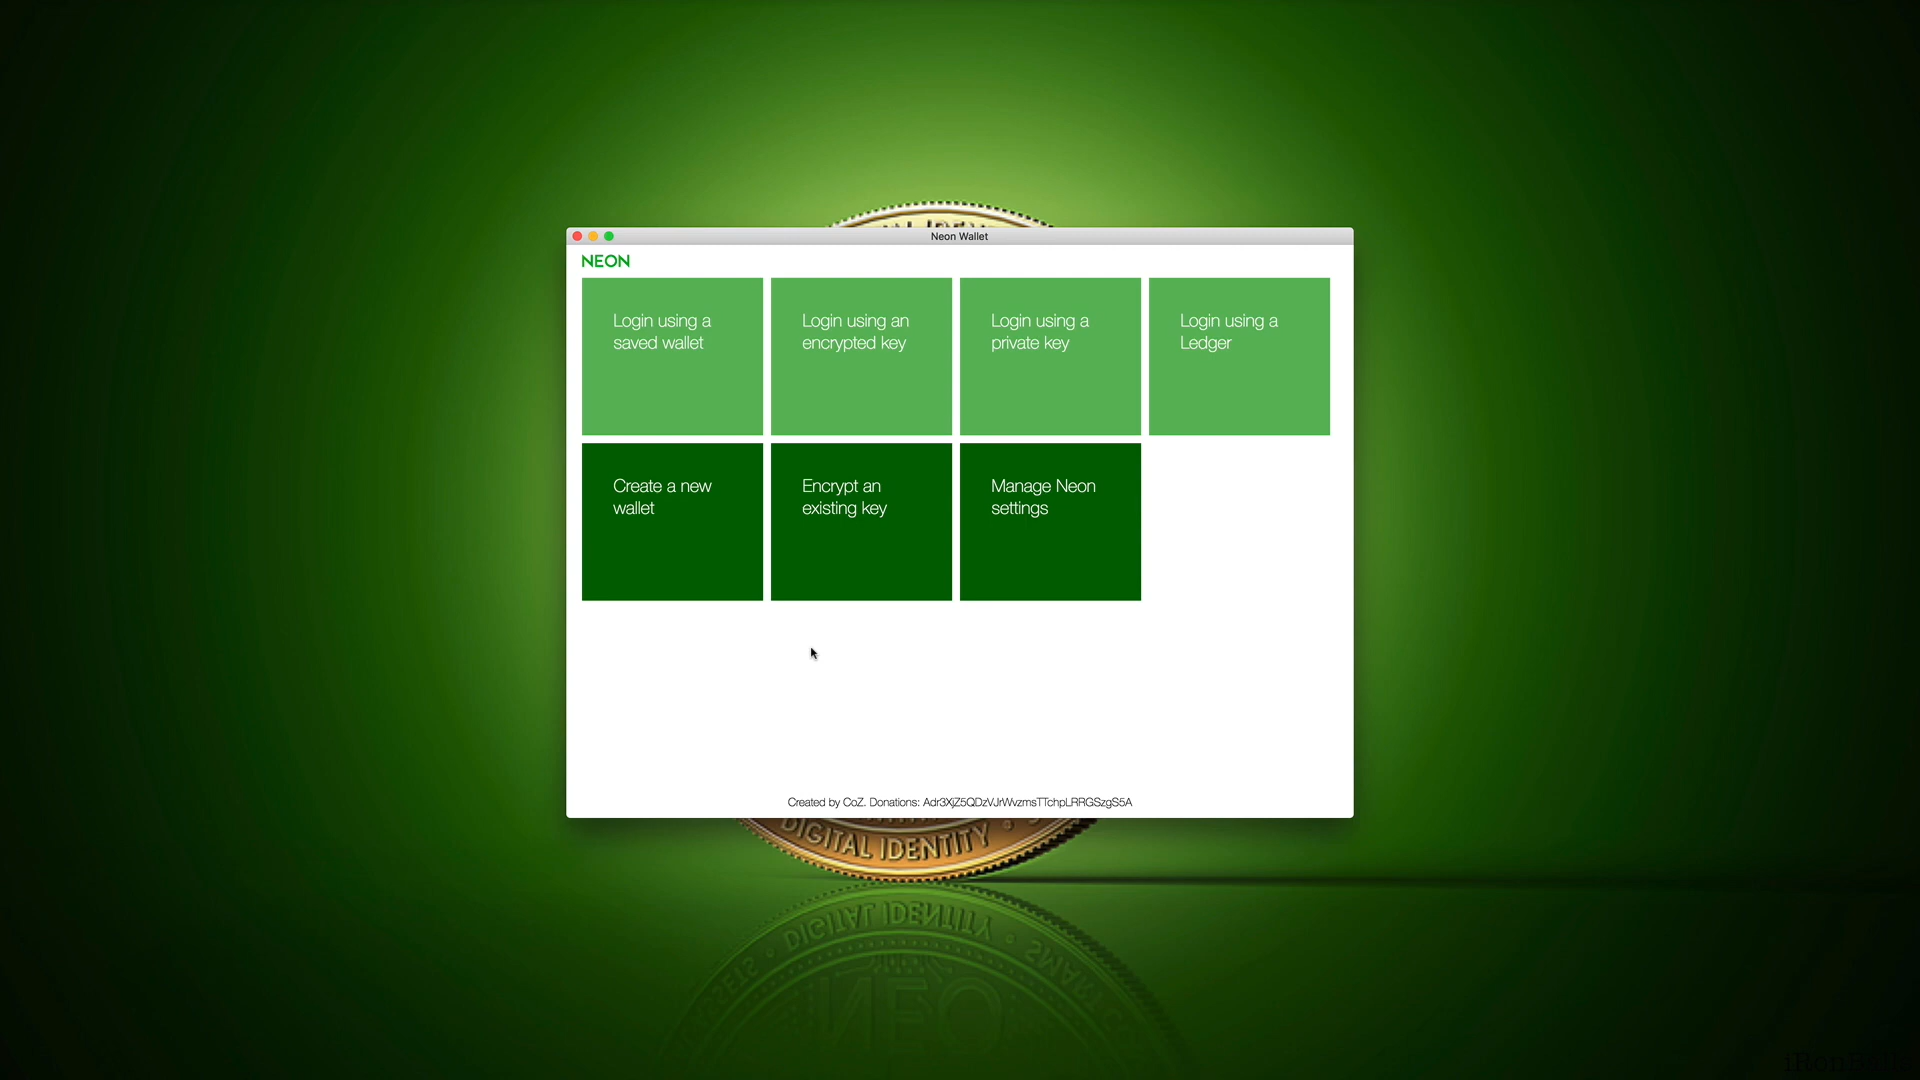 Neon Wallet
NEON
Login using a
saved wallet
Login using an
encrypted key
Login using a
private key
Login using a
Ledger
Create a new
wallet
Encrypt an
existing key
Manage Neon
settings
Created by CoZ. Donations: Adr3XjZ5QDzVJrWvzmsTTchpLRRGSzgS5A
DIGITAL IDENTITY